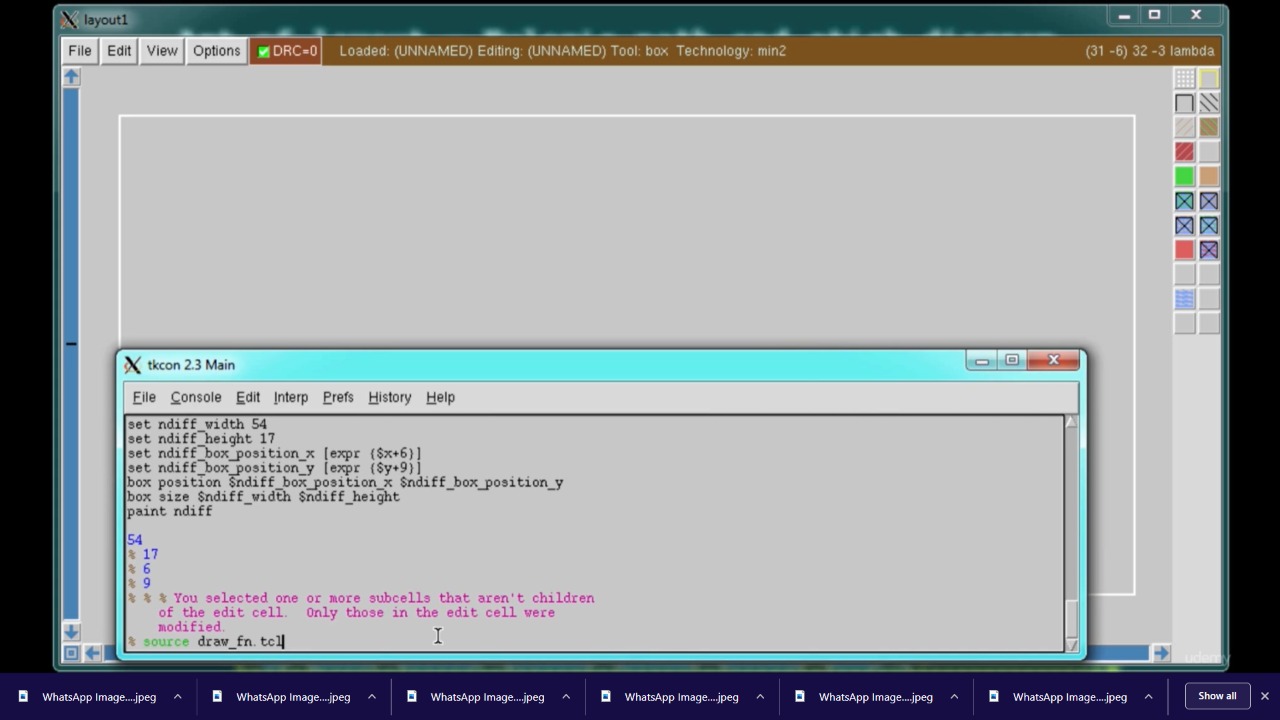 layout1
File Edit View Options DRC=0 Loaded: (UNNAMED) Editing: (UNNAMED) Tool: box Technology: min2 (31 -6) 32 -3 lambda
tkcon 2.3 Main
File Console Edit Interp Prefs History Help
set ndiff_width 54
set ndiff_height 17
set ndiff_box_position_x [expr ($x+6)]
set ndiff_box_position_y [expr ($y+9)]
box position $ndiff_box_position_x $ndiff_box_position_y
box size $ndiff_width $ndiff_height
paint ndiff
54
% 17
% 6
% 9
% % % You selected one or more subcells that aren't children
of the edit cell. Only those in the edit cell were
modified.
% source draw_fn.tcl
udemy
WhatsApp Image....jpeg WhatsApp Image....jpeg WhatsApp Image....jpeg WhatsApp Image....jpeg WhatsApp Image....jpeg WhatsApp Image....jpeg Show all